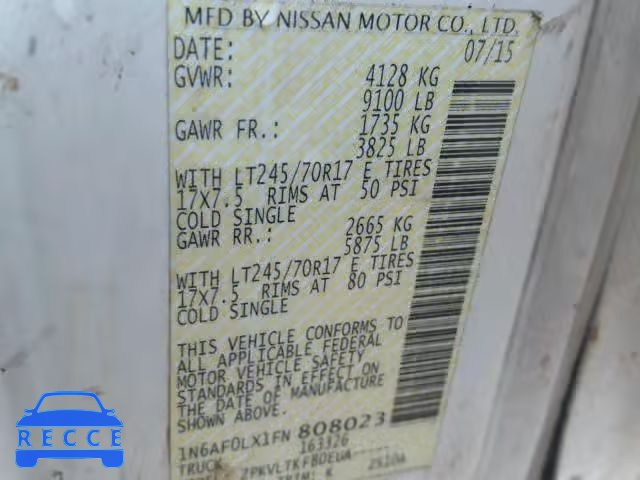 MFD BY NISSAN MOTOR CO., LTD.
DATE: 07/15
GVWR: 4128 KG
9100 LB
GAWR FR.: 1735 KG
3825 LB
WITH LT245/70R17 E TIRES
17X7.5 RIMS AT 50 PSI
COLD SINGLE
GAWR RR.: 2665 KG
5875 LB
WITH LT245/70R17 E TIRES
17X7.5 RIMS AT 80 PSI
COLD SINGLE
THIS VEHICLE CONFORMS TO
ALL APPLICABLE FEDERAL
MOTOR VEHICLE SAFETY
STANDARDS IN EFFECT ON
THE DATE OF MANUFACTURE
SHOWN ABOVE.
1N6AF0LX1FN808023
TRUCK 163326
RECCE